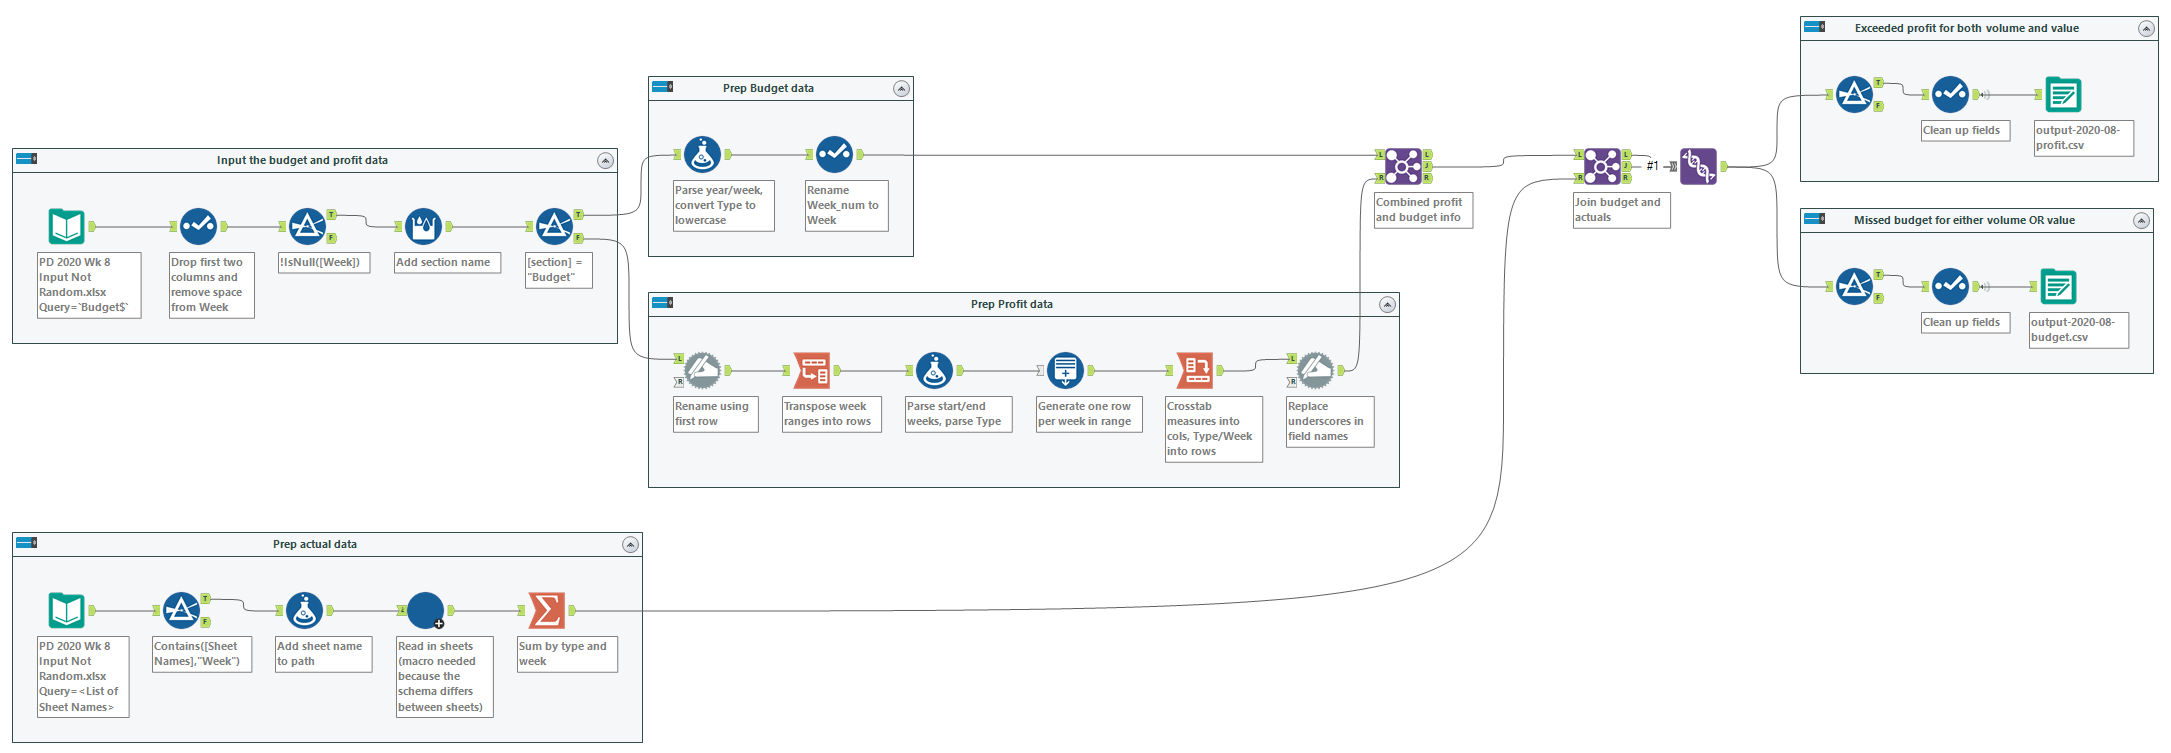 Input the budget and profit data
PD 2020 Wk 8
Input Not
Random.xlsx
Query=`Budget$`
Drop first two
columns and
remove space
from Week
T
F
!IsNull([Week])
Add section name
T
F
[section] =
"Budget"
Prep Budget data
Parse year/week,
convert Type to
lowercase
Rename
Week_num to
Week
Prep Profit data
L
R
Rename using
first row
Transpose week
ranges into rows
Parse start/end
weeks, parse Type
Generate one row
per week in range
Crosstab
measures into
cols, Type/Week
into rows
L
R
Replace
underscores in
field names
Prep actual data
PD 2020 Wk 8
Input Not
Random.xlsx
Query=<List of
Sheet Names>
T
F
Contains([Sheet
Names],"Week")
Add sheet name
to path
Read in sheets
(macro needed
because the
schema differs
between sheets)
Σ
Sum by type and
week
L
R
L
J
R
Combined profit
and budget info
L
R
L
J
R
Join budget and
actuals
#1
Exceeded profit for both volume and value
T
F
Clean up fields
output-2020-08-
profit.csv
Missed budget for either volume OR value
T
F
Clean up fields
output-2020-08-
budget.csv